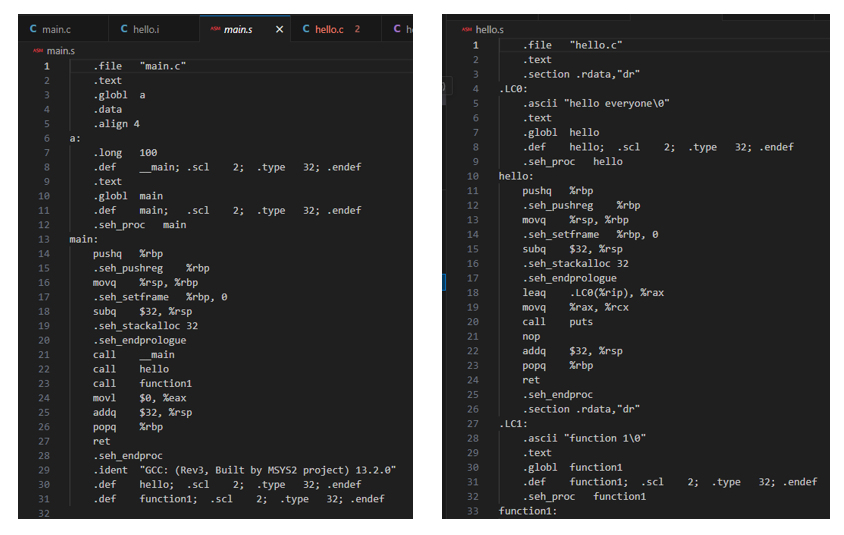 main.c hello.i main.s hello.c 2 he
main.s
1 .file "main.c"
2 .text
3 .globl a
4 .data
5 .align 4
6 a:
7 .long 100
8 .def __main; .scl 2; .type 32; .endef
9 .text
10 .globl main
11 .def main; .scl 2; .type 32; .endef
12 .seh_proc main
13 main:
14 pushq %rbp
15 .seh_pushreg %rbp
16 movq %rsp, %rbp
17 .seh_setframe %rbp, 0
18 subq $32, %rsp
19 .seh_stackalloc 32
20 .seh_endprologue
21 call __main
22 call hello
23 call function1
24 movl $0, %eax
25 addq $32, %rsp
26 popq %rbp
27 ret
28 .seh_endproc
29 .ident "GCC: (Rev3, Built by MSYS2 project) 13.2.0"
30 .def hello; .scl 2; .type 32; .endef
31 .def function1; .scl 2; .type 32; .endef
32
hello.s
1 .file "hello.c"
2 .text
3 .section .rdata,"dr"
4 .LC0:
5 .ascii "hello everyone\0"
6 .text
7 .globl hello
8 .def hello; .scl 2; .type 32; .endef
9 .seh_proc hello
10 hello:
11 pushq %rbp
12 .seh_pushreg %rbp
13 movq %rsp, %rbp
14 .seh_setframe %rbp, 0
15 subq $32, %rsp
16 .seh_stackalloc 32
17 .seh_endprologue
18 leaq .LC0(%rip), %rax
19 movq %rax, %rcx
20 call puts
21 nop
22 addq $32, %rsp
23 popq %rbp
24 ret
25 .seh_endproc
26 .section .rdata,"dr"
27 .LC1:
28 .ascii "function 1\0"
29 .text
30 .globl function1
31 .def function1; .scl 2; .type 32; .endef
32 .seh_proc function1
33 function1: